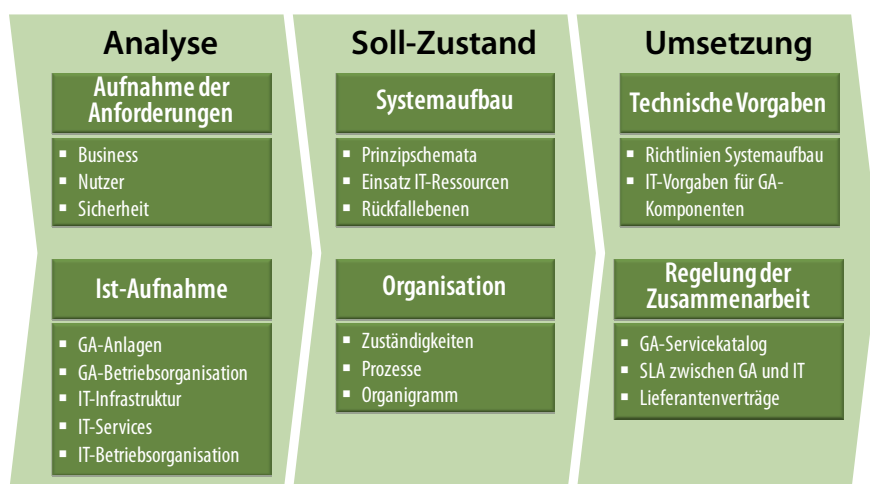 Analyse
Aufnahme der
Anforderungen
▪ Business
▪ Nutzer
▪ Sicherheit
Ist-Aufnahme
▪ GA-Anlagen
▪ GA-Betriebsorganisation
▪ IT-Infrastruktur
▪ IT-Services
▪ IT-Betriebsorganisation
Soll-Zustand
Systemaufbau
▪ Prinzipschemata
▪ Einsatz IT-Ressourcen
▪ Rückfallebenen
Organisation
▪ Zuständigkeiten
▪ Prozesse
▪ Organigramm
Umsetzung
Technische Vorgaben
▪ Richtlinien Systemaufbau
▪ IT-Vorgaben für GA-
Komponenten
Regelung der
Zusammenarbeit
▪ GA-Servicekatalog
▪ SLA zwischen GA und IT
▪ Lieferantenverträge